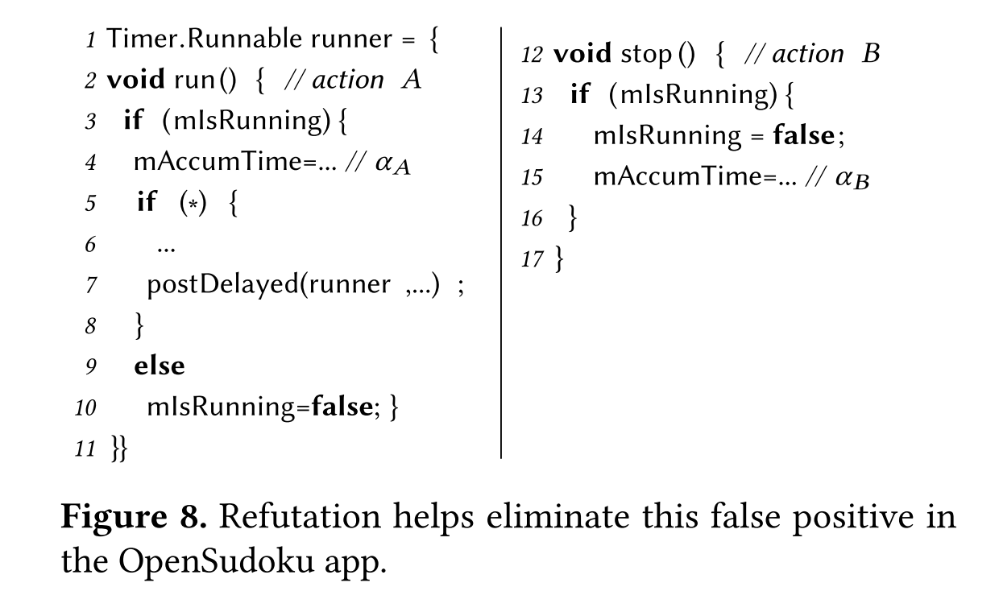 1 Timer.Runnable runner = {
2 void run() { // action A
3 if (mIsRunning){
4 mAccumTime=... // αA
5 if (*) {
6 ...
7 postDelayed(runner ,...) ;
8 }
9 else
10 mIsRunning=false; }
11 }}
12 void stop() { // action B
13 if (mIsRunning){
14 mIsRunning = false;
15 mAccumTime=... // αB
16 }
17 }
Figure 8. Refutation helps eliminate this false positive in
the OpenSudoku app.